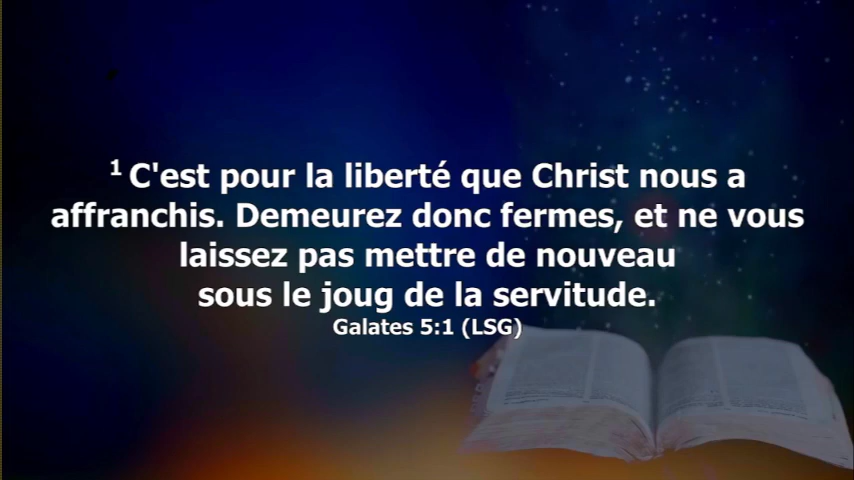 1 C'est pour la liberté que Christ nous a
affranchis. Demeurez donc fermes, et ne vous
laissez pas mettre de nouveau
sous le joug de la servitude.
Galates 5:1 (LSG)